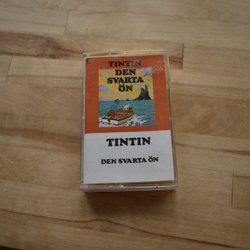 TINTIN
DEN
SVARTA
ÖN
TINTIN
DEN SVARTA ÖN